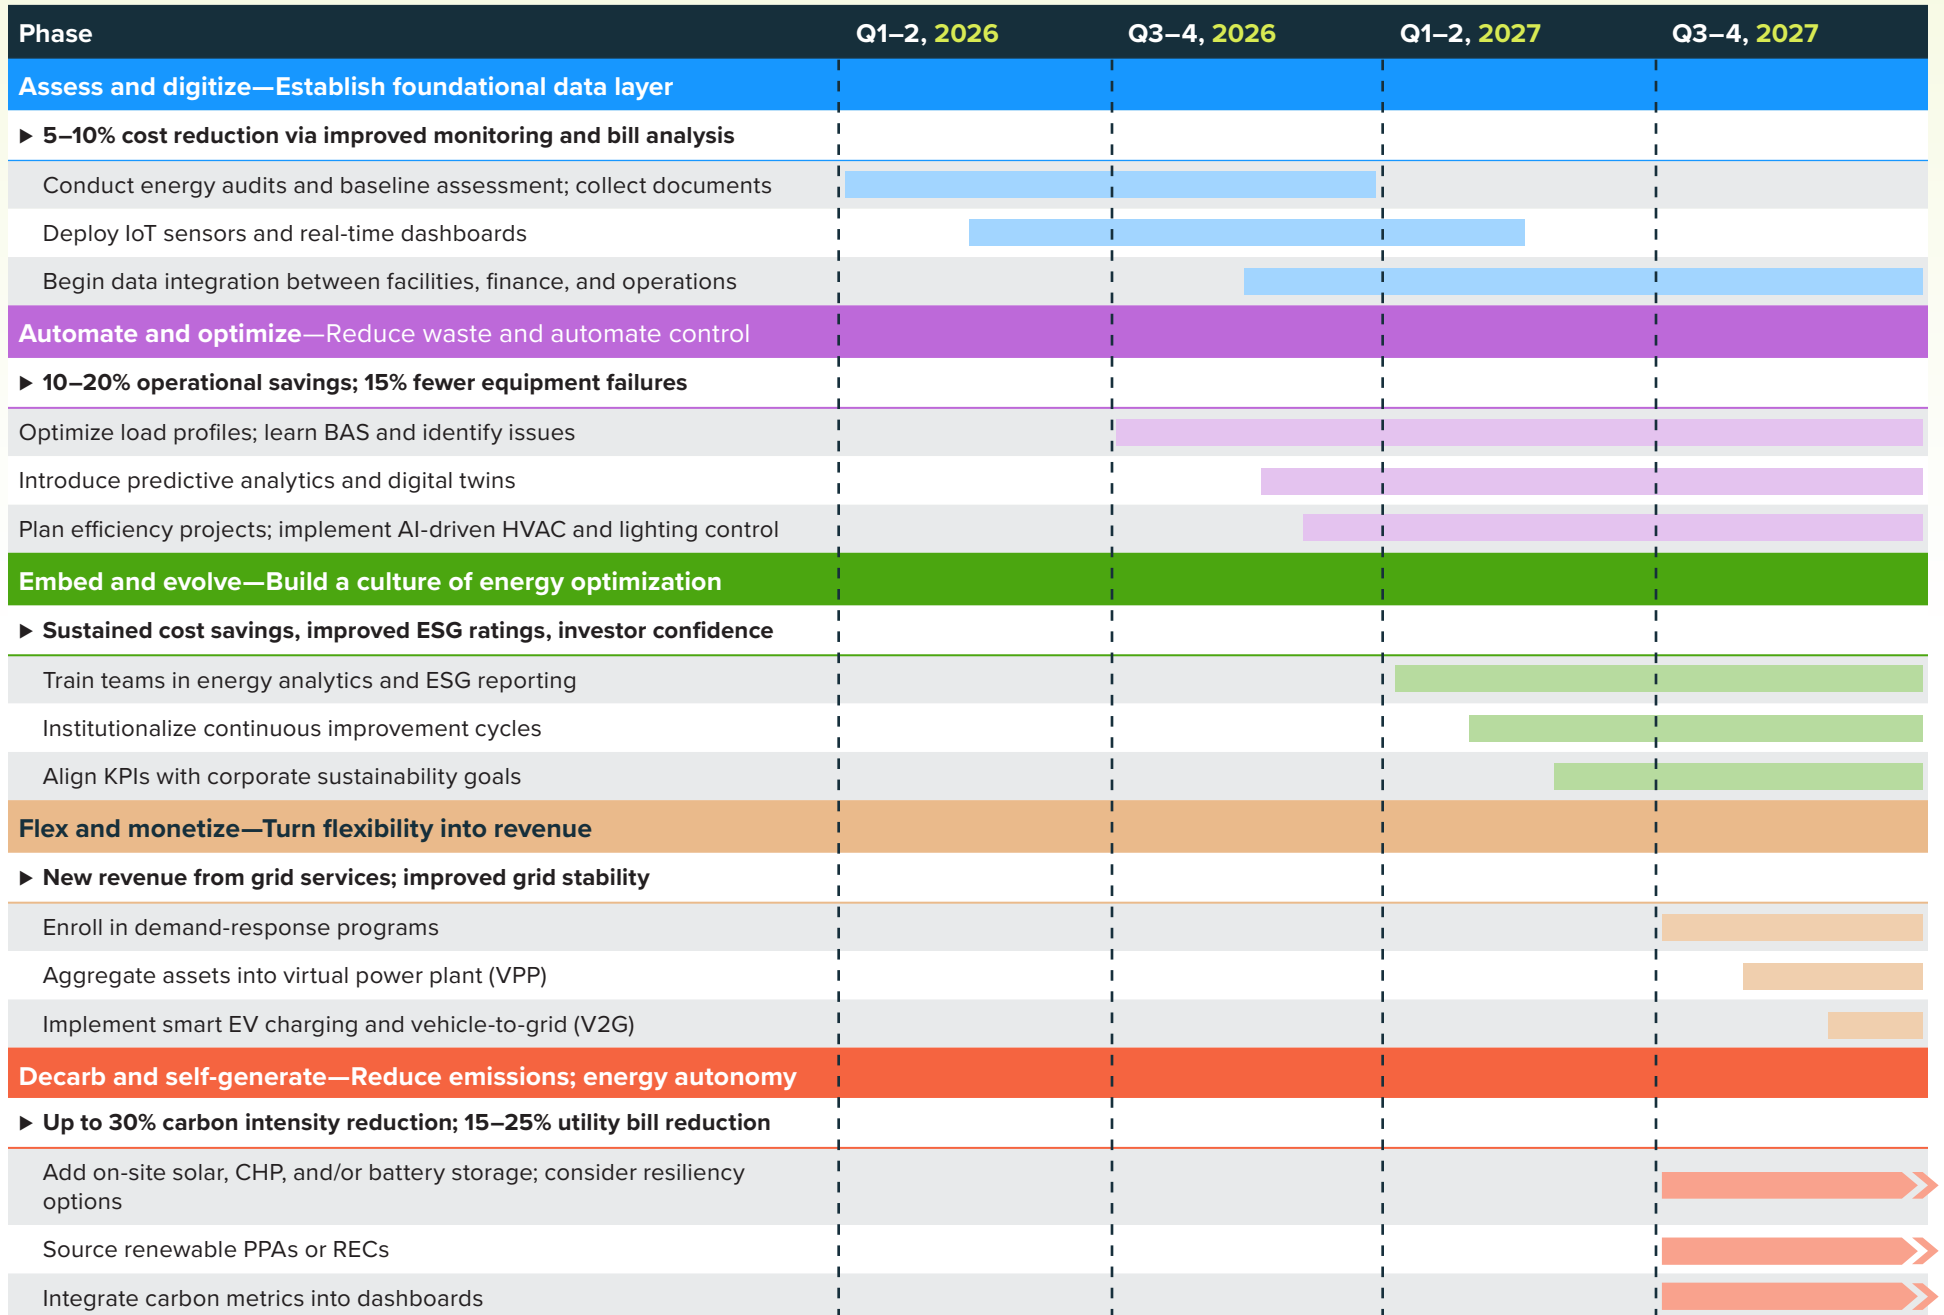 Phase Q1–2, 2026 Q3–4, 2026 Q1–2, 2027 Q3–4, 2027
Assess and digitize—Establish foundational data layer
▶ 5–10% cost reduction via improved monitoring and bill analysis
Conduct energy audits and baseline assessment; collect documents
Deploy IoT sensors and real-time dashboards
Begin data integration between facilities, finance, and operations
Automate and optimize—Reduce waste and automate control
▶ 10–20% operational savings; 15% fewer equipment failures
Optimize load profiles; learn BAS and identify issues
Introduce predictive analytics and digital twins
Plan efficiency projects; implement AI-driven HVAC and lighting control
Embed and evolve—Build a culture of energy optimization
▶ Sustained cost savings, improved ESG ratings, investor confidence
Train teams in energy analytics and ESG reporting
Institutionalize continuous improvement cycles
Align KPIs with corporate sustainability goals
Flex and monetize—Turn flexibility into revenue
▶ New revenue from grid services; improved grid stability
Enroll in demand-response programs
Aggregate assets into virtual power plant (VPP)
Implement smart EV charging and vehicle-to-grid (V2G)
Decarb and self-generate—Reduce emissions; energy autonomy
▶ Up to 30% carbon intensity reduction; 15–25% utility bill reduction
Add on-site solar, CHP, and/or battery storage; consider resiliency
options
Source renewable PPAs or RECs
Integrate carbon metrics into dashboards